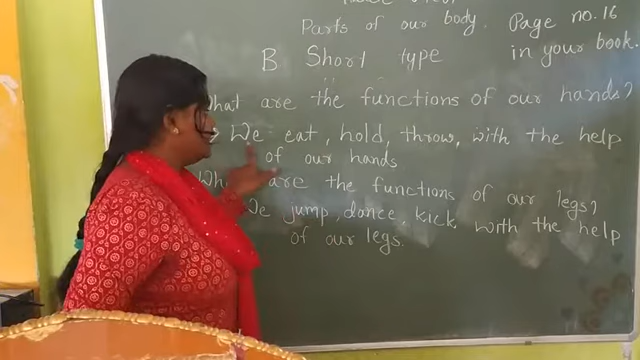 Parts of our body. Page no. 16
B Short type in your book.
What are the functions of our hands?
We eat, hold, throw, with the help
of our hands
are the functions of our legs?
We jump, dance, kick with the help
of our legs.